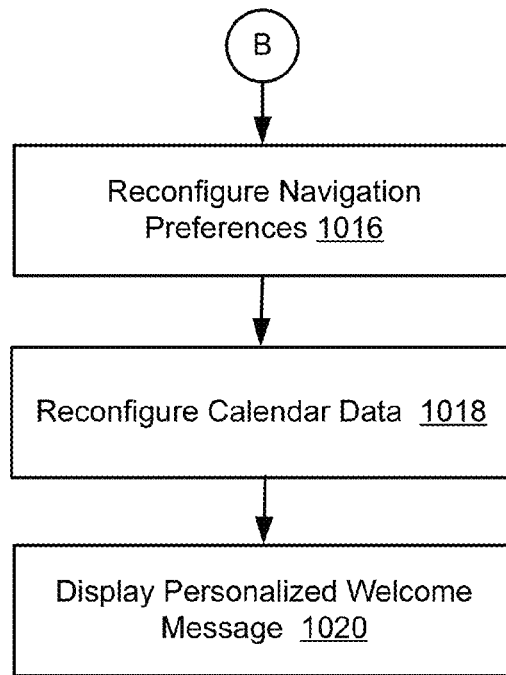 B
Reconfigure Navigation
Preferences 1016
Reconfigure Calendar Data 1018
Display Personalized Welcome
Message 1020